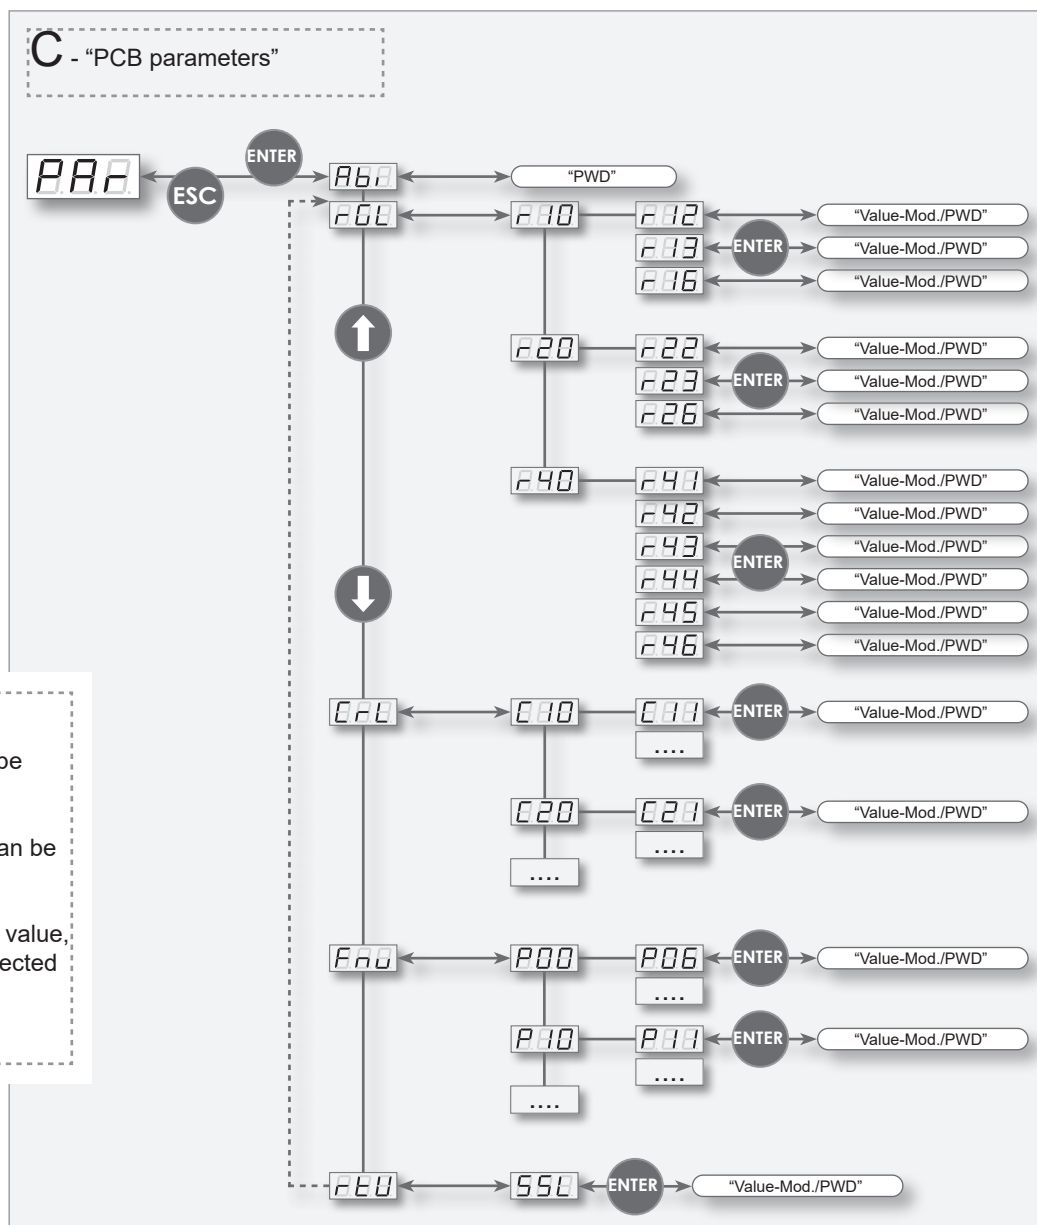 C - “PCB parameters”
ENTER
PAr
ESC
Abi
“PWD”
rGL
r10
r12
“Value-Mod./PWD”
r13
ENTER
“Value-Mod./PWD”
r16
“Value-Mod./PWD”
r20
r22
“Value-Mod./PWD”
r23
ENTER
“Value-Mod./PWD”
r26
“Value-Mod./PWD”
r40
r41
“Value-Mod./PWD”
r42
“Value-Mod./PWD”
r43
“Value-Mod./PWD”
ENTER
r44
“Value-Mod./PWD”
r45
“Value-Mod./PWD”
r46
“Value-Mod./PWD”
CrL
C10
C11
ENTER
“Value-Mod./PWD”
....
be
C20
C21
ENTER
“Value-Mod./PWD”
....
an be
....
value,
ected
Fnu
P00
P06
ENTER
“Value-Mod./PWD”
....
P10
P11
ENTER
“Value-Mod./PWD”
....
....
rtU
SSL
ENTER
“Value-Mod./PWD”